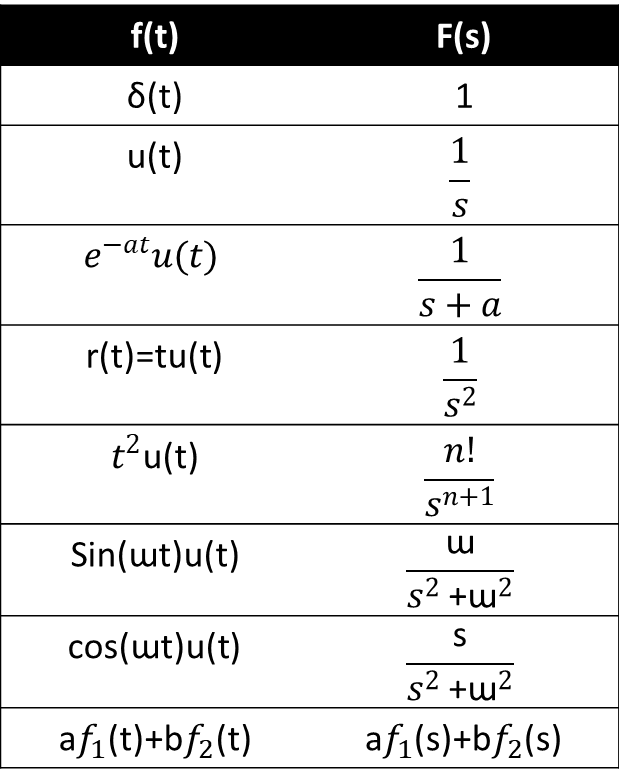 f(t) F(s)
δ(t) 1
u(t) 1/s
e^{-at}u(t) 1/(s + a)
r(t)=tu(t) 1/s^2
t^2u(t) n!/s^{n+1}
Sin(ɯt)u(t) ɯ/(s^2 +ɯ^2)
cos(ɯt)u(t) s/(s^2 +ɯ^2)
af_1(t)+bf_2(t) af_1(s)+bf_2(s)